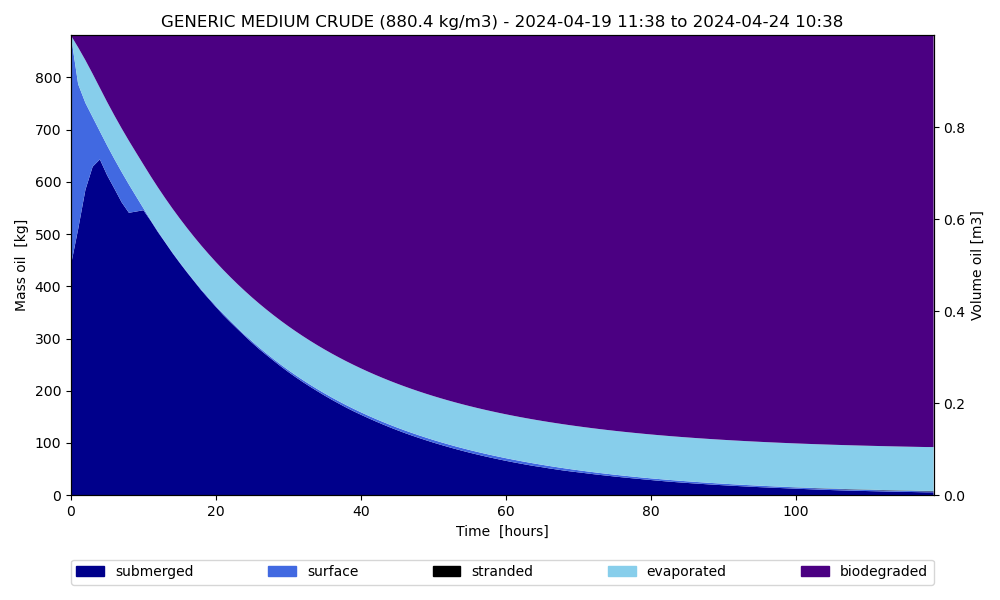 GENERIC MEDIUM CRUDE (880.4 kg/m3) - 2024-04-19 11:38 to 2024-04-24 10:38
Mass oil [kg]
800
700
600
500
400
300
200
100
0
0.8
0.6
0.4
0.2
0.0
Volume oil [m3]
0 20 40 60 80 100
Time [hours]
submerged surface stranded evaporated biodegraded